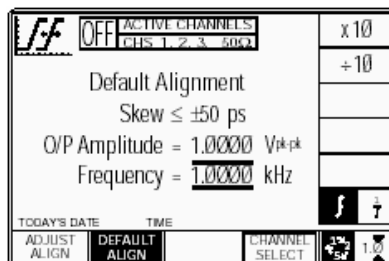 OFF ACTIVE CHANNELS
CHS 1, 2, 3, 50Ω
x10
÷10
Default Alignment
Skew ≤ ±50 ps
O/P Amplitude = 1.0000 Vpk-pk
Frequency = 1.0000 kHz
TODAY'S DATE TIME
ADJUST ALIGN
DEFAULT ALIGN
CHANNEL SELECT
1.0